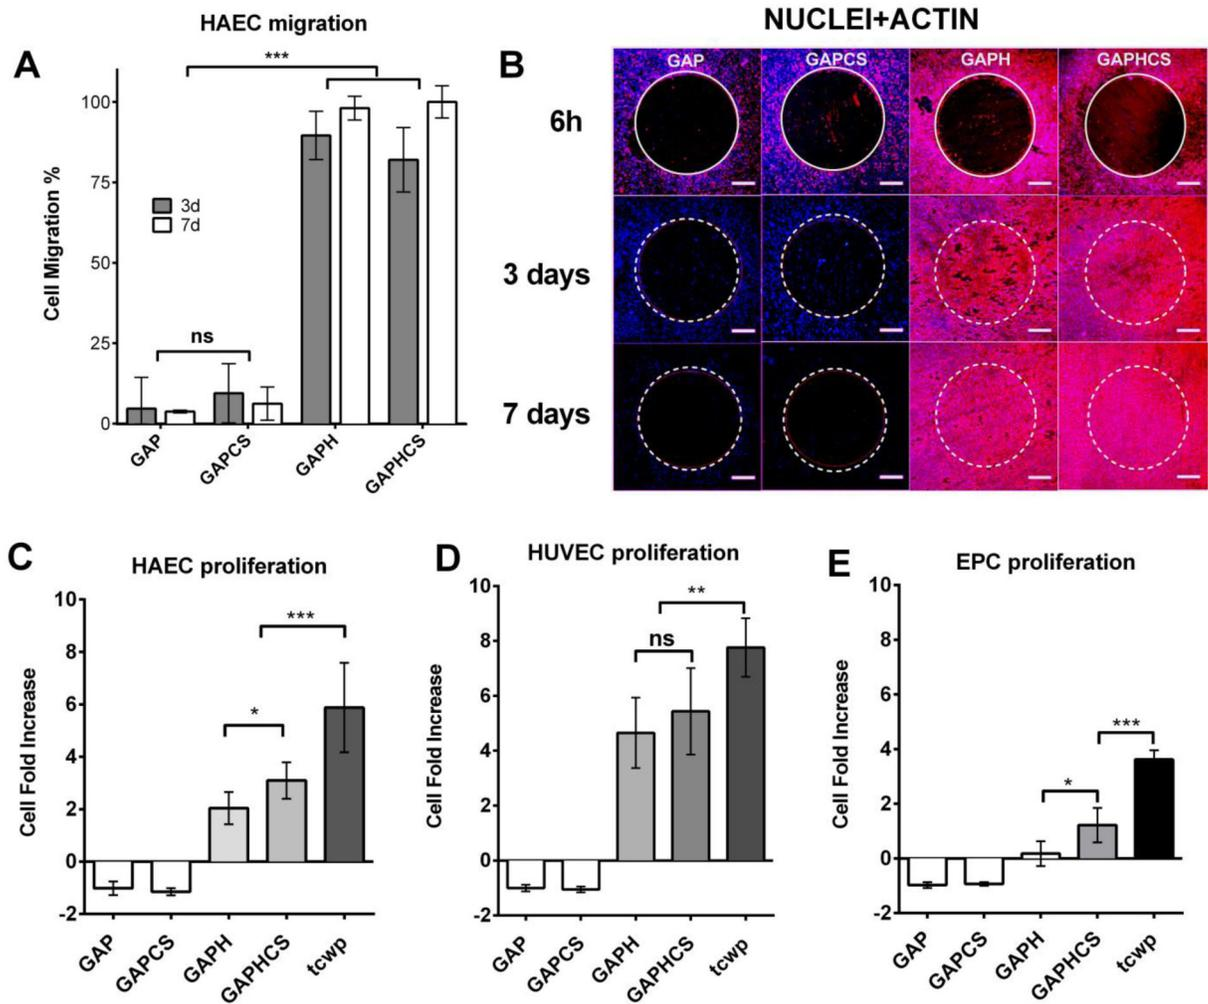 HAEC migration
A
***
100
75
50
25
0
Cell Migration %
3d
7d
ns
GAP
GAPCS
GAPH
GAPHCS
NUCLEI+ACTIN
B
GAP GAPCS GAPH GAPHCS
6h
3 days
7 days
C
HAEC proliferation
10
8
6
4
2
0
-2
Cell Fold Increase
***
*
GAP
GAPCS
GAPH
GAPHCS
tcwp
D
HUVEC proliferation
10
8
6
4
2
0
-2
Cell Fold Increase
**
ns
GAP
GAPCS
GAPH
GAPHCS
tcwp
E
EPC proliferation
10
8
6
4
2
0
-2
Cell Fold Increase
***
*
GAP
GAPCS
GAPH
GAPHCS
tcwp